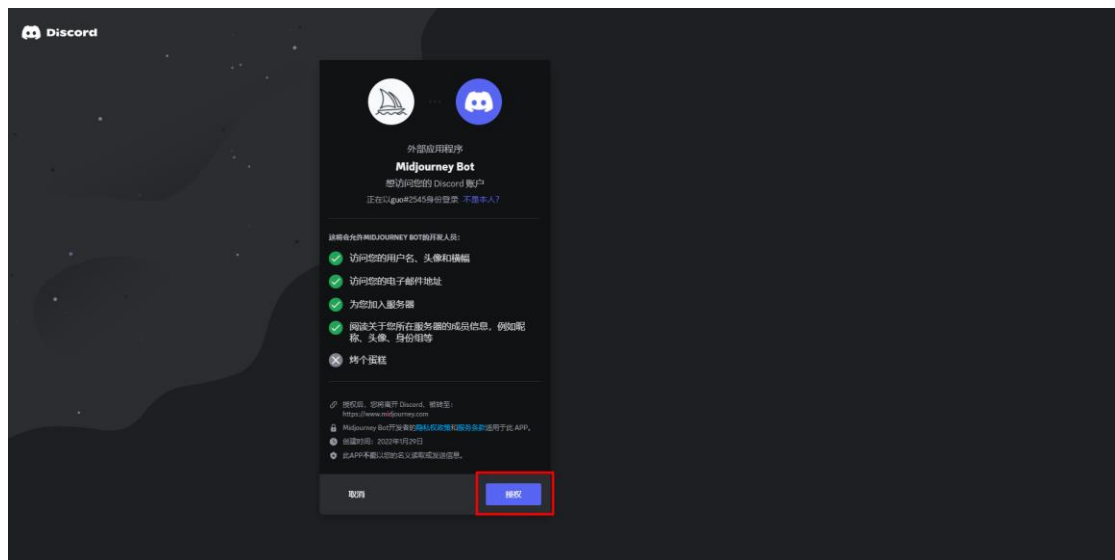 Discord
外部应用程序
Midjourney Bot
想访问您的 Discord 账户
正在以guo#2545身份登录 不是本人？
这将会允许MIDJOURNEY BOT的开发人员：
访问您的用户名、头像和横幅
访问您的电子邮件地址
为您加入服务器
阅读关于您所在服务器的成员信息，例如昵
称、头像、身份组等
烤个蛋糕
授权后，您将离开 Discord，被转至：
https://www.midjourney.com
Midjourney Bot开发者的隐私权政策和服务条款适用于此 APP。
创建时间：2022年1月29日
此APP不能以您的名义读取或发送信息。
取消
授权